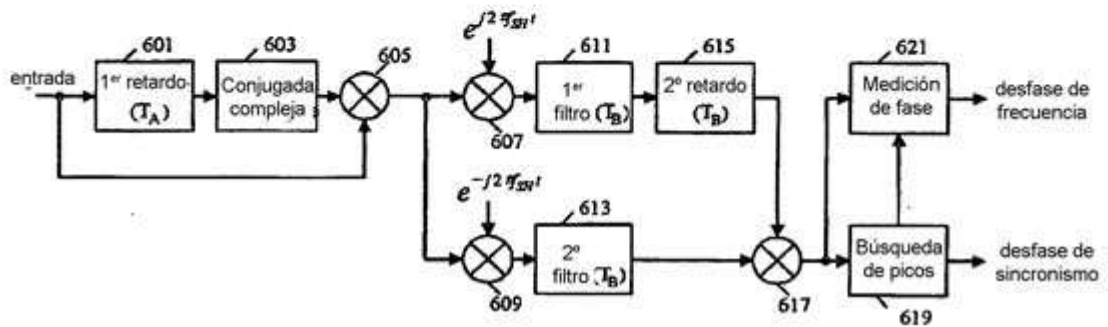 601
603
605
611
615
621
entrada
1er retardo
(TA)
Conjugada
compleja
e^j2πfSHt
607
1er
filtro (TB)
2º retardo
(TB)
Medición
de fase
desfase de
frecuencia
e^-j2πfSHt
609
613
2º
filtro (TB)
617
Búsqueda
de picos
619
desfase de
sincronismo